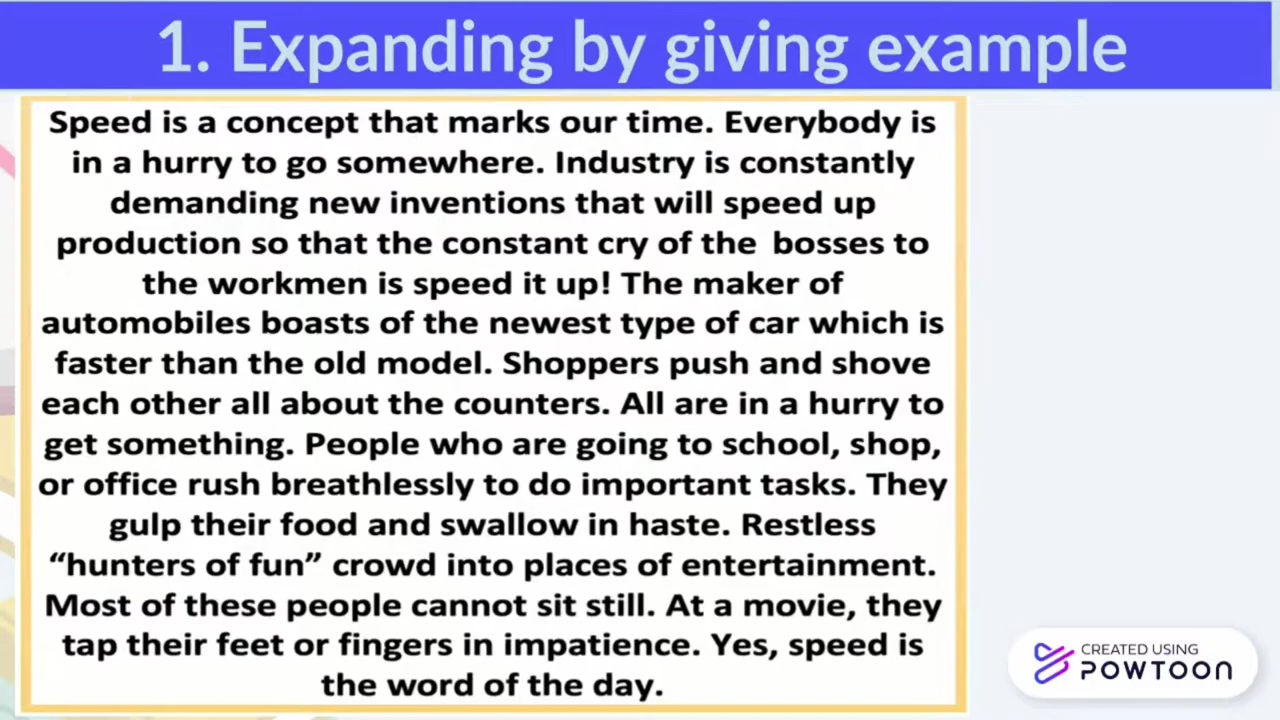 1. Expanding by giving example
Speed is a concept that marks our time. Everybody is
in a hurry to go somewhere. Industry is constantly
demanding new inventions that will speed up
production so that the constant cry of the bosses to
the workmen is speed it up! The maker of
automobiles boasts of the newest type of car which is
faster than the old model. Shoppers push and shove
each other all about the counters. All are in a hurry to
get something. People who are going to school, shop,
or office rush breathlessly to do important tasks. They
gulp their food and swallow in haste. Restless
“hunters of fun” crowd into places of entertainment.
Most of these people cannot sit still. At a movie, they
tap their feet or fingers in impatience. Yes, speed is
the word of the day.
CREATED USING
POWTOON